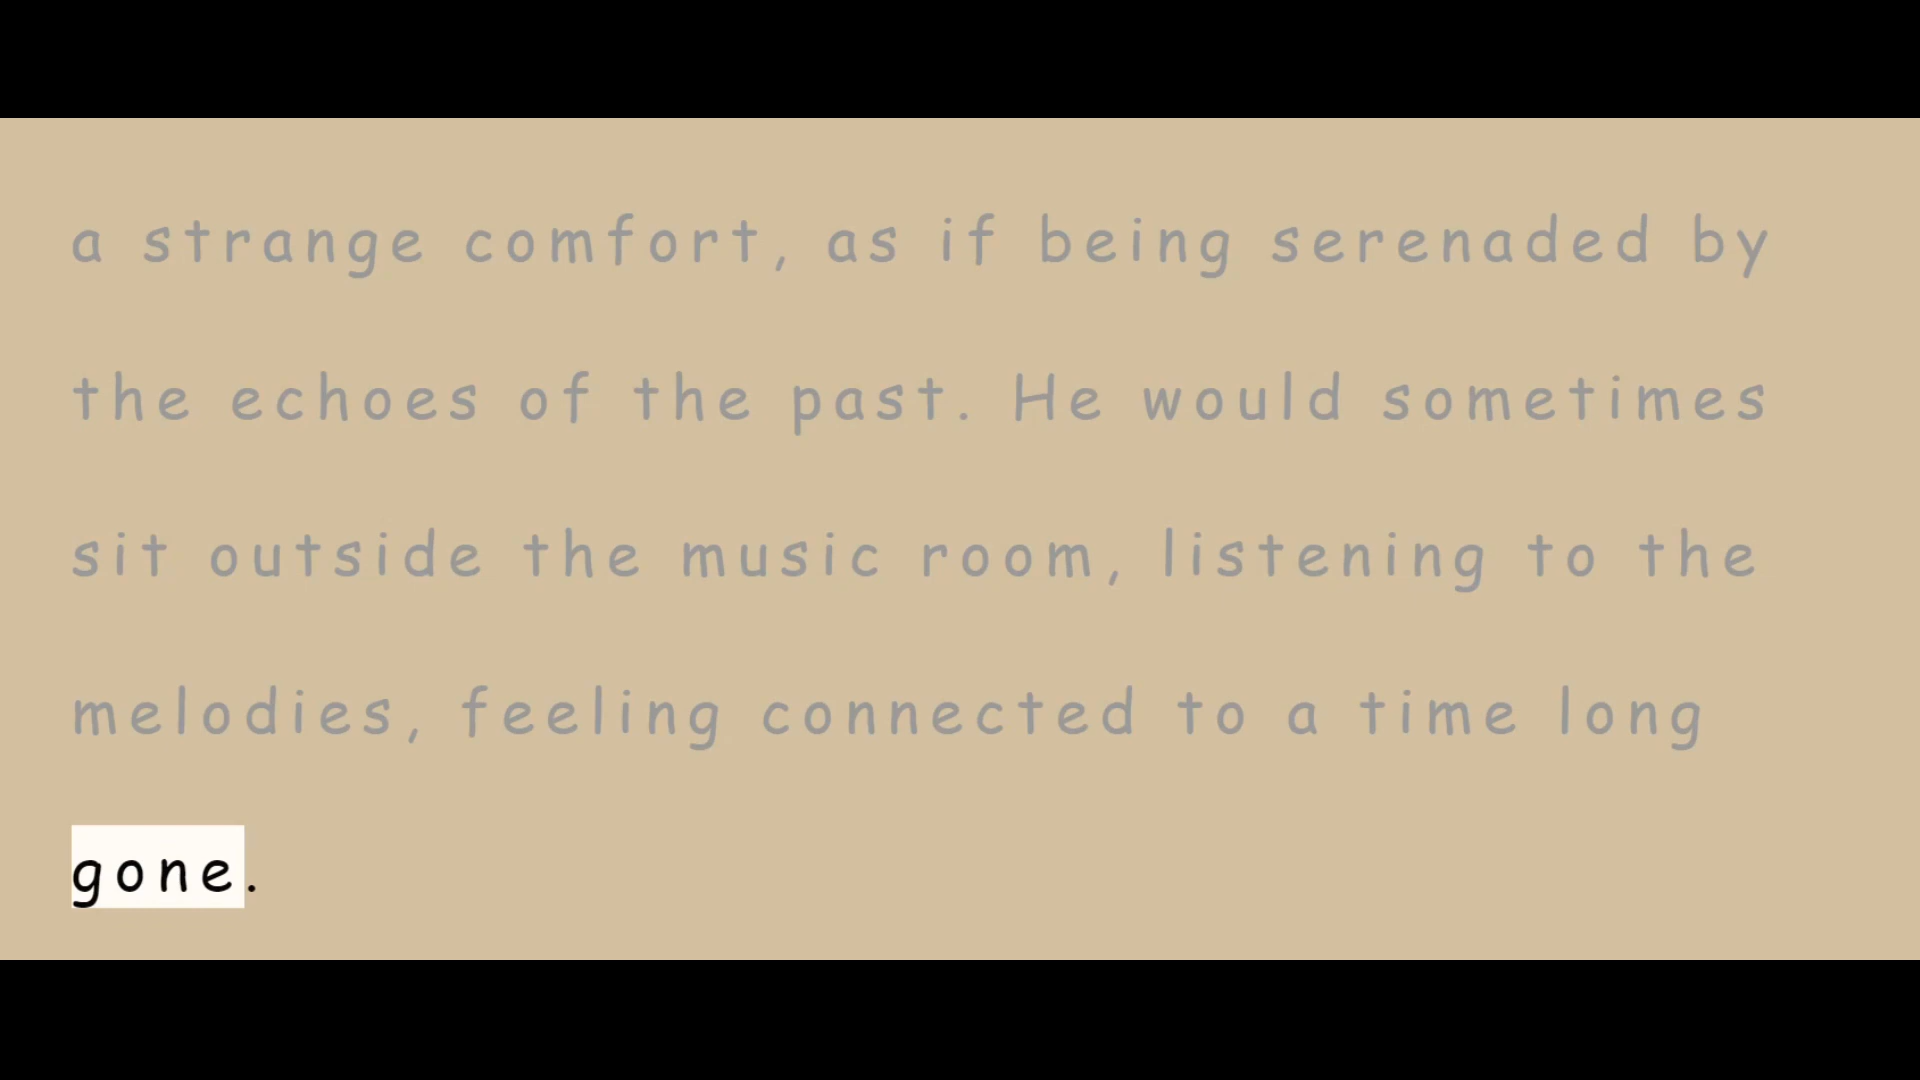 a strange comfort, as if being serenaded by
the echoes of the past. He would sometimes
sit outside the music room, listening to the
melodies, feeling connected to a time long
gone.